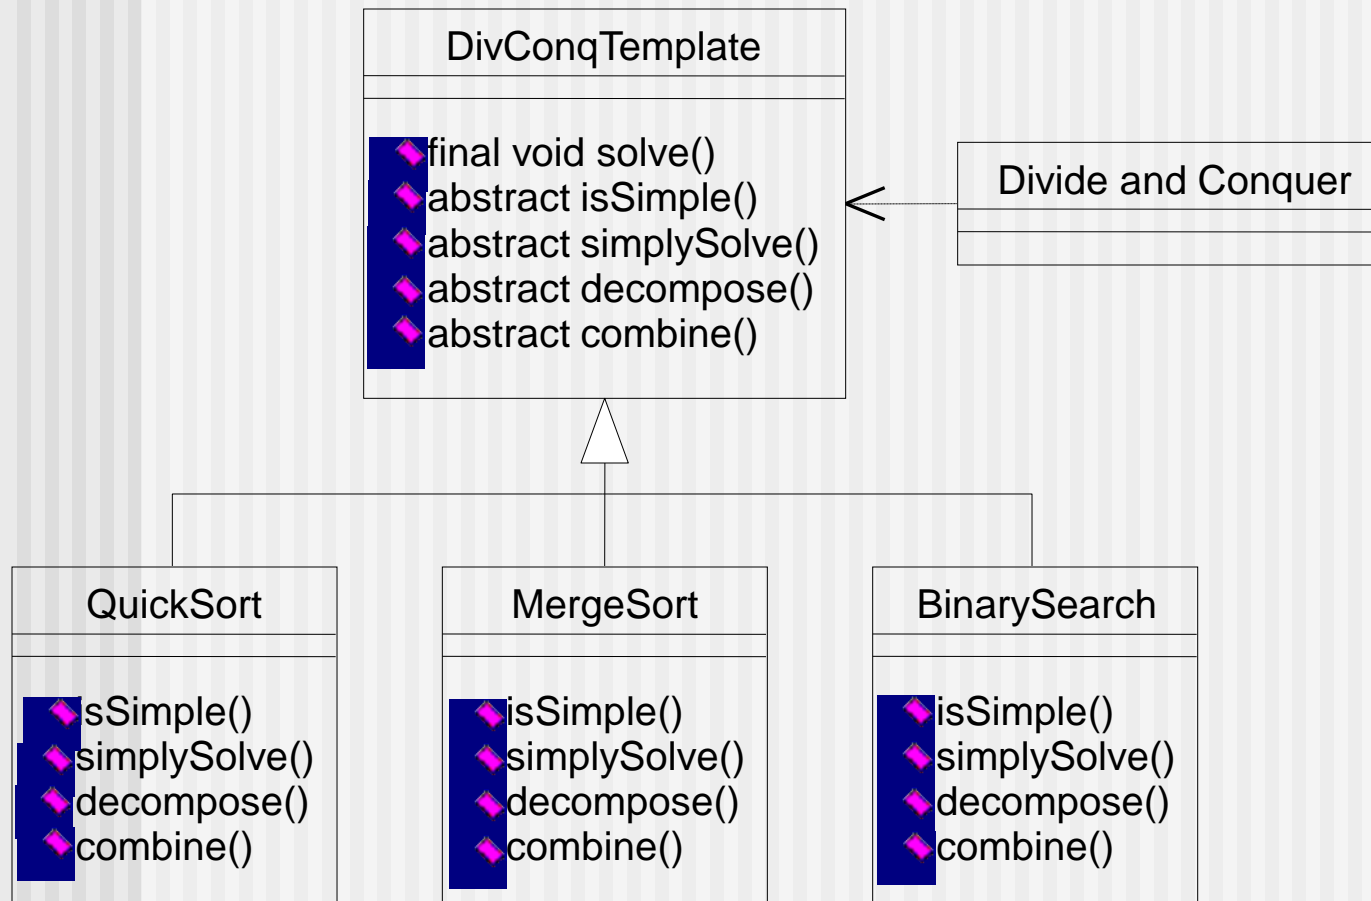 DivConqTemplate
final void solve()
abstract isSimple()
abstract simplySolve()
abstract decompose()
abstract combine()
Divide and Conquer
QuickSort
isSimple()
simplySolve()
decompose()
combine()
MergeSort
isSimple()
simplySolve()
decompose()
combine()
BinarySearch
isSimple()
simplySolve()
decompose()
combine()